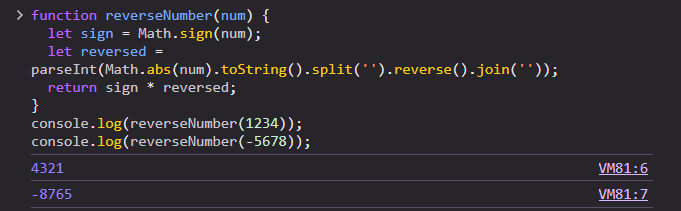 > function reverseNumber(num) {
  let sign = Math.sign(num);
  let reversed =
parseInt(Math.abs(num).toString().split('').reverse().join(''));
  return sign * reversed;
}
console.log(reverseNumber(1234));
console.log(reverseNumber(-5678));
4321 VM81:6
-8765 VM81:7